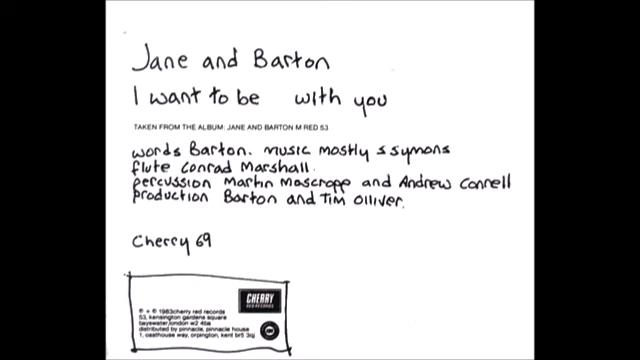 Jane and Barton
I want to be with you
TAKEN FROM THE ALBUM: JANE AND BARTON M RED 53
words Barton. music mostly s symons
flute Conrad Marshall.
percussion Martin Moscropp and Andrew Connell
production Barton and Tim Olliver.
Cherry 69
CHERRY
RED RECORDS
℗ + © 1983 cherry red records
53, kensington gardens square
bayswater, london w2 4ba
distributed by pinnacle, pinnacle house
1, oasthouse way, orpington, kent br5 3qj